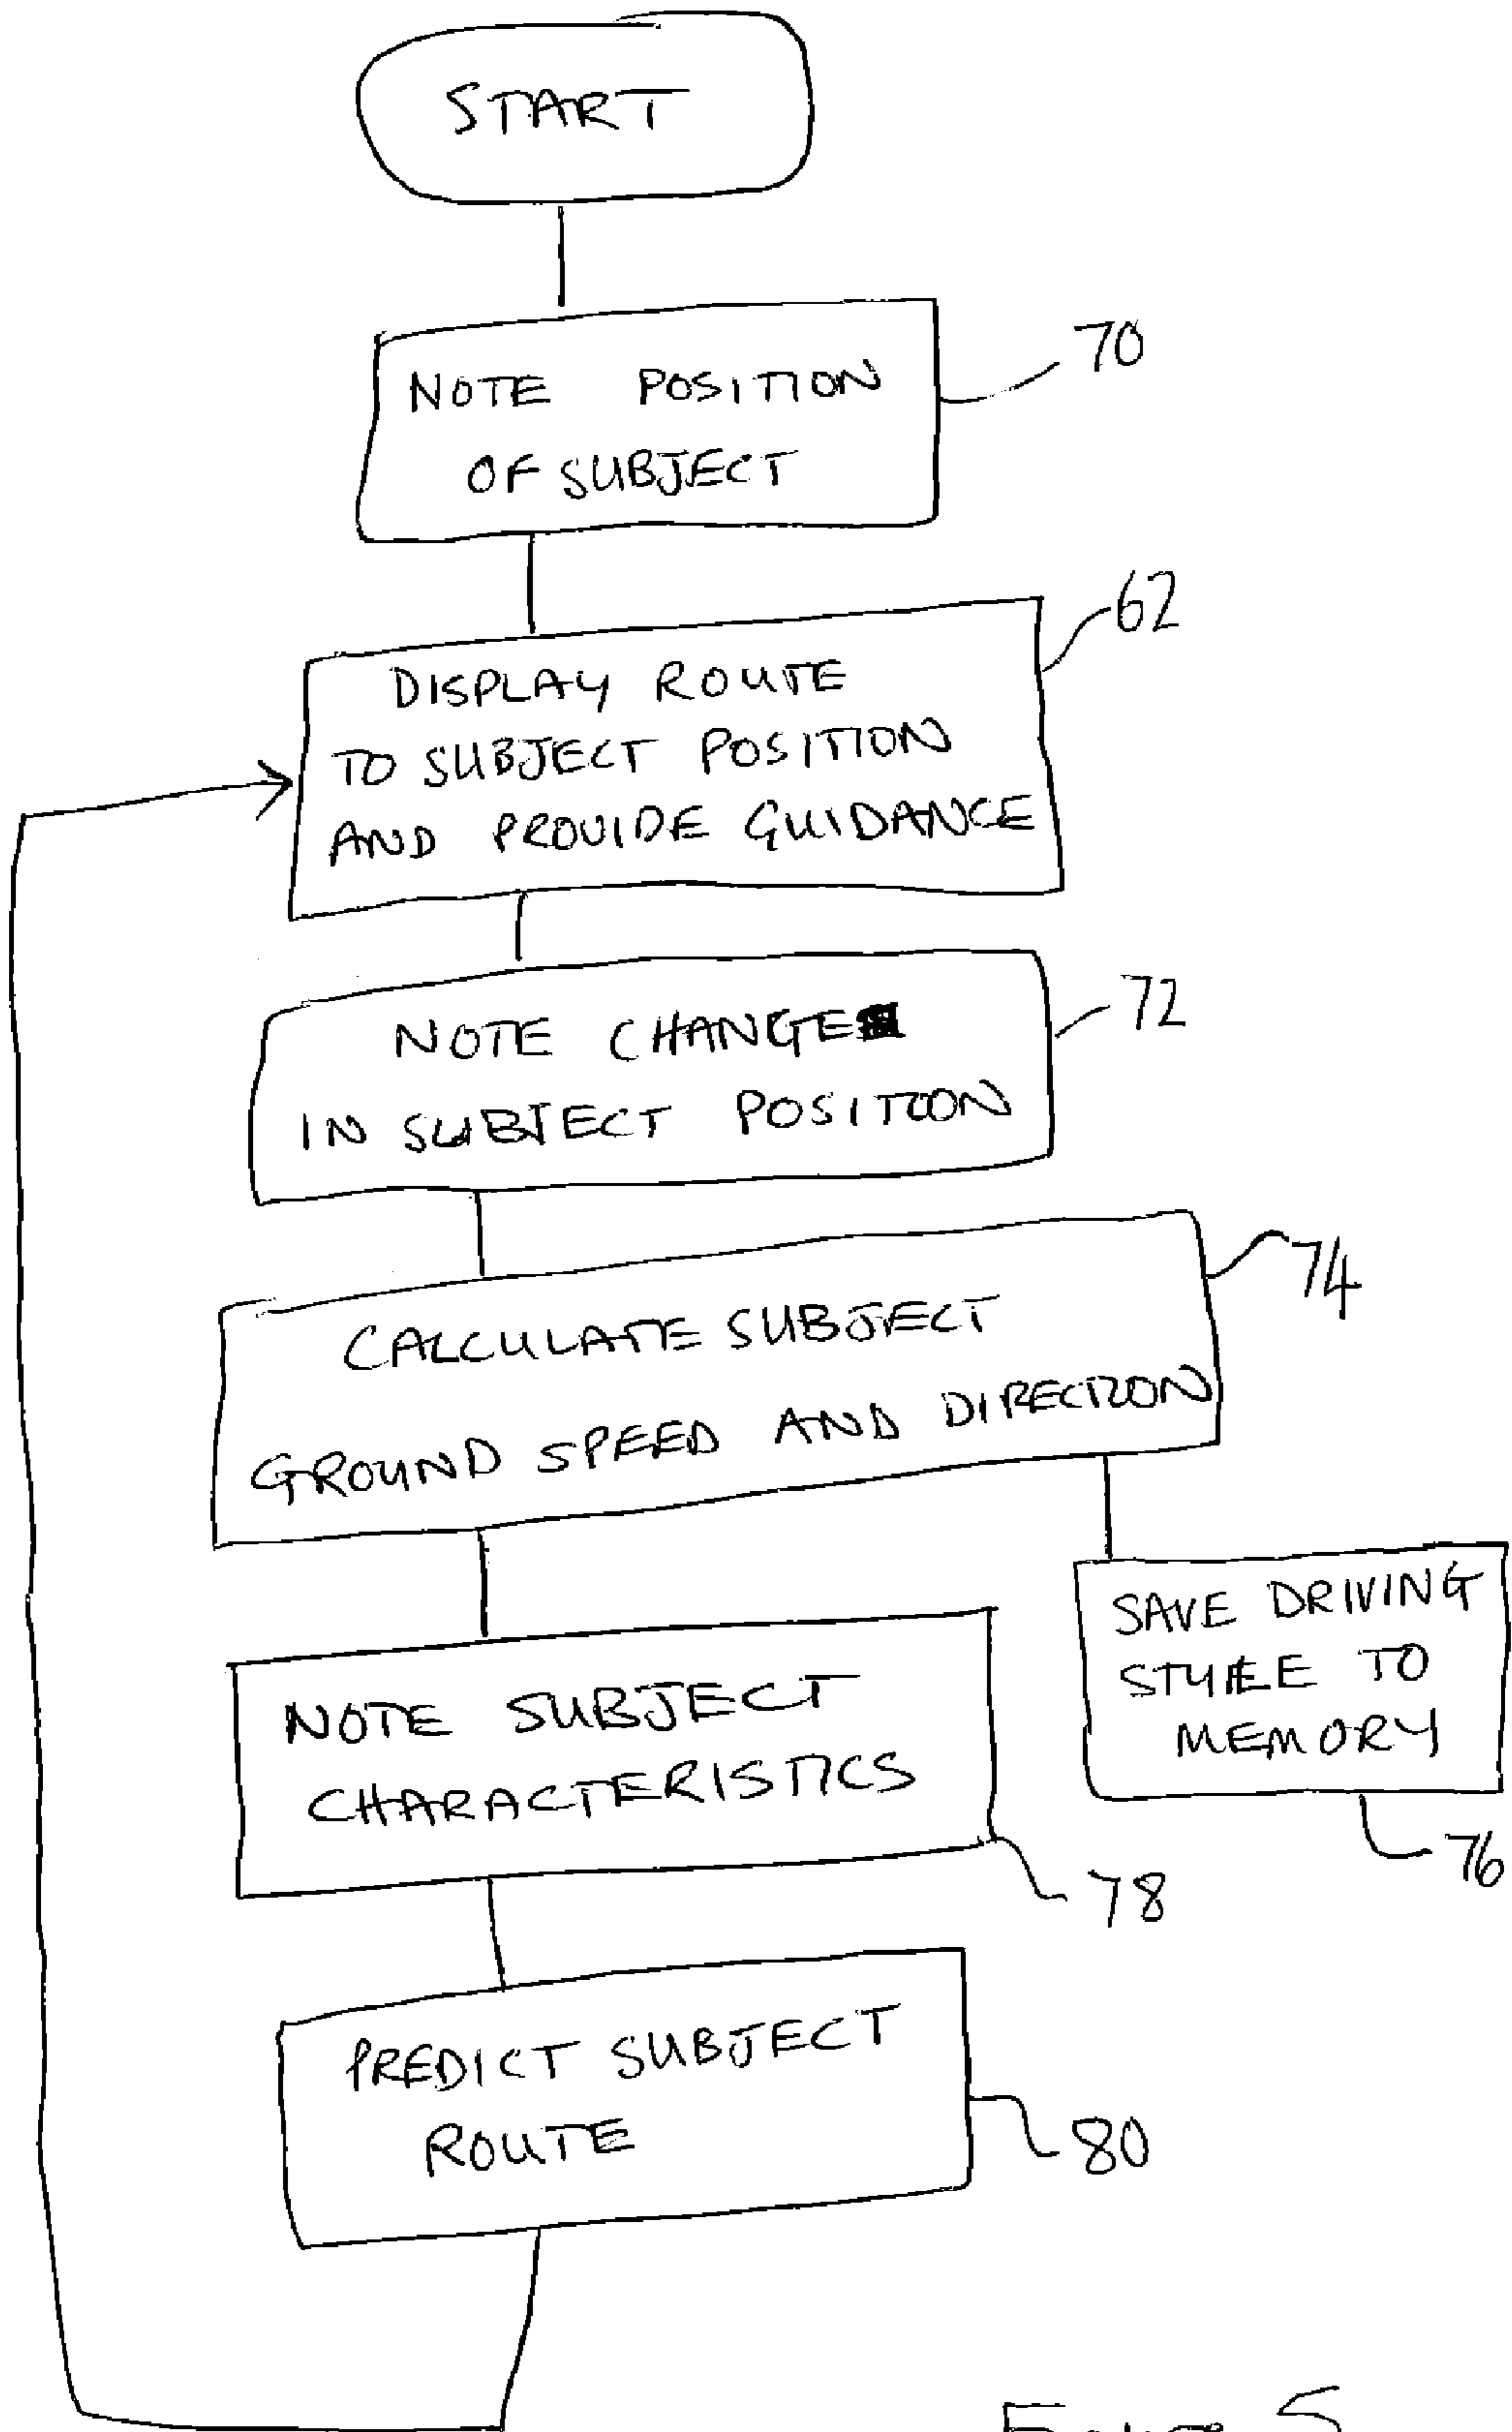 START
NOTE POSITION
OF SUBJECT
70
DISPLAY ROUTE
TO SUBJECT POSITION
AND PROVIDE GUIDANCE
62
NOTE CHANGE
IN SUBJECT POSITION
72
CALCULATE SUBJECT
GROUND SPEED AND DIRECTION
74
SAVE DRIVING
STYLE TO
MEMORY
76
NOTE SUBJECT
CHARACTERISTICS
78
PREDICT SUBJECT
ROUTE
80
FIGURE 5